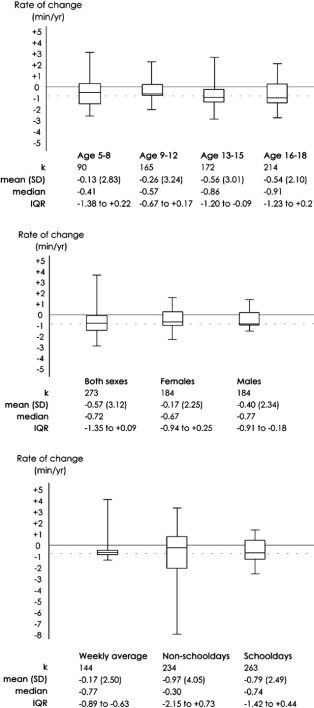 Rate of change
(min/yr)
+5
+4
+3
+2
+1
0
-1
-2
-3
-4
-5
Age 5-8 Age 9-12 Age 13-15 Age 16-18
k 90 165 172 214
mean (SD) -0.13 (2.83) -0.26 (3.24) -0.56 (3.01) -0.54 (2.10)
median -0.41 -0.57 -0.86 -0.91
IQR -1.38 to +0.22 -0.67 to +0.17 -1.20 to -0.09 -1.23 to +0.2
Rate of change
(min/yr)
+5
+4
+3
+2
+1
0
-1
-2
-3
-4
-5
Both sexes Females Males
k 273 184 184
mean (SD) -0.57 (3.12) -0.17 (2.25) -0.40 (2.34)
median -0.72 -0.67 -0.77
IQR -1.35 to +0.09 -0.94 to +0.25 -0.91 to -0.18
Rate of change
(min/yr)
+5
+4
+3
+2
+1
0
-1
-2
-3
-4
-5
-6
-7
-8
Weekly average Non-schooldays Schooldays
k 144 234 263
mean (SD) -0.17 (2.50) -0.97 (4.05) -0.79 (2.49)
median -0.77 -0.30 -0.74
IQR -0.89 to -0.63 -2.15 to +0.73 -1.42 to +0.44